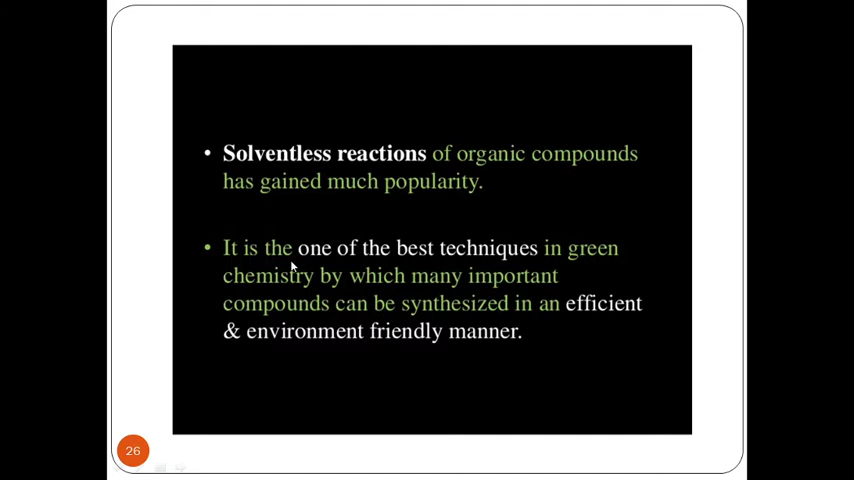 • Solventless reactions of organic compounds
has gained much popularity.
• It is the one of the best techniques in green
chemistry by which many important
compounds can be synthesized in an efficient
& environment friendly manner.
26